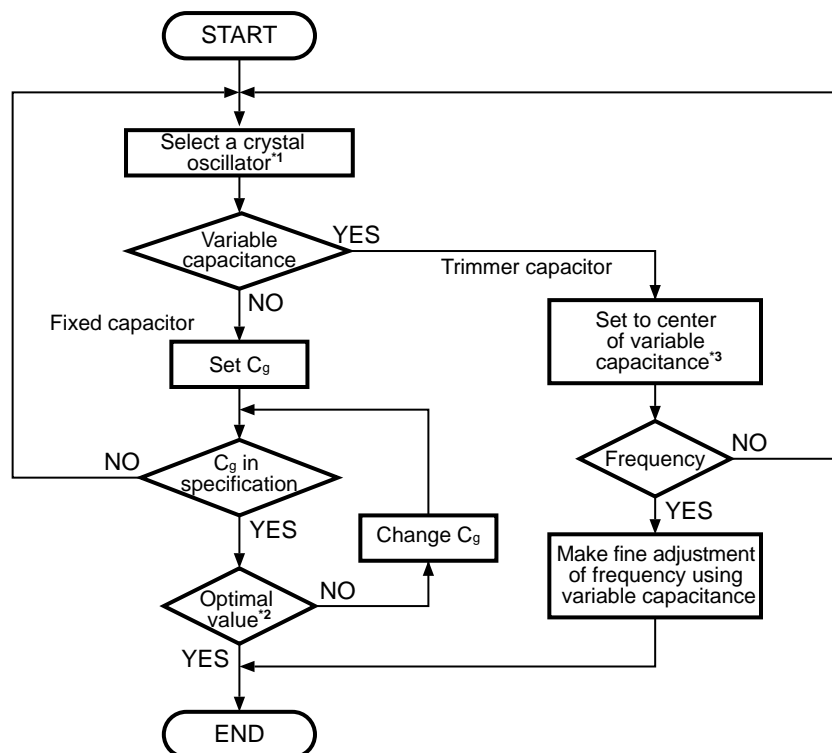 START
Select a crystal
oscillator*1
Variable
capacitance
YES
Trimmer capacitor
NO
Fixed capacitor
Set Cg
Set to center
of variable
capacitance*3
NO
Cg in
specification
YES
Change Cg
Optimal
value*2
NO
YES
Frequency
NO
YES
Make fine adjustment
of frequency using
variable capacitance
END